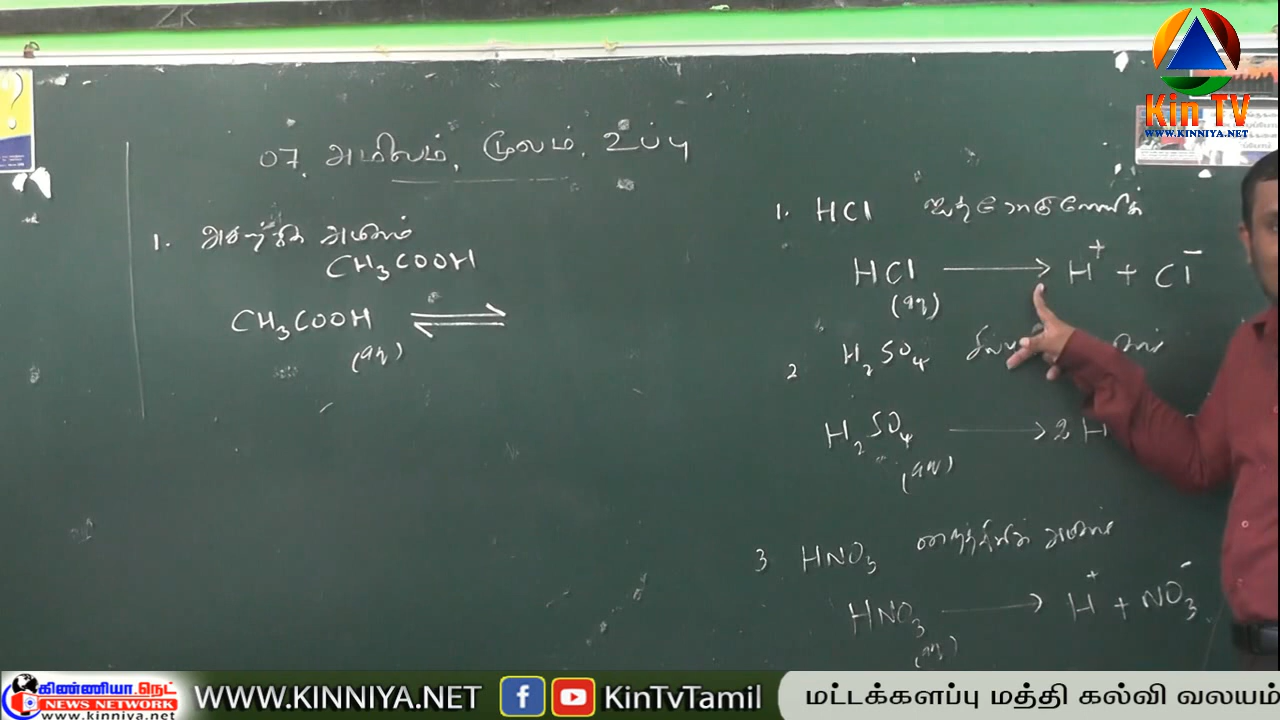 07 அமிலம், மூலம், உப்பு
1. அசற்றிக் அமிலம்
CH₃COOH
CH₃COOH (aq) ⇌
1. HCl
HCl (aq) ⟶ H⁺ + Cl⁻
2 H₂SO₄
H₂SO₄ (aq) ⟶ 2H
3 HNO₃ நைத்திரிக் அமிலம்
HNO₃ (aq) ⟶ H⁺ + NO₃⁻
Kin TV
WWW.KINNIYA.NET
கிண்ணியா.நெட்
NEWS NETWORK
www.kinniya.net
WWW.KINNIYA.NET
KinTvTamil
மட்டக்களப்பு மத்தி கல்வி வலயம்